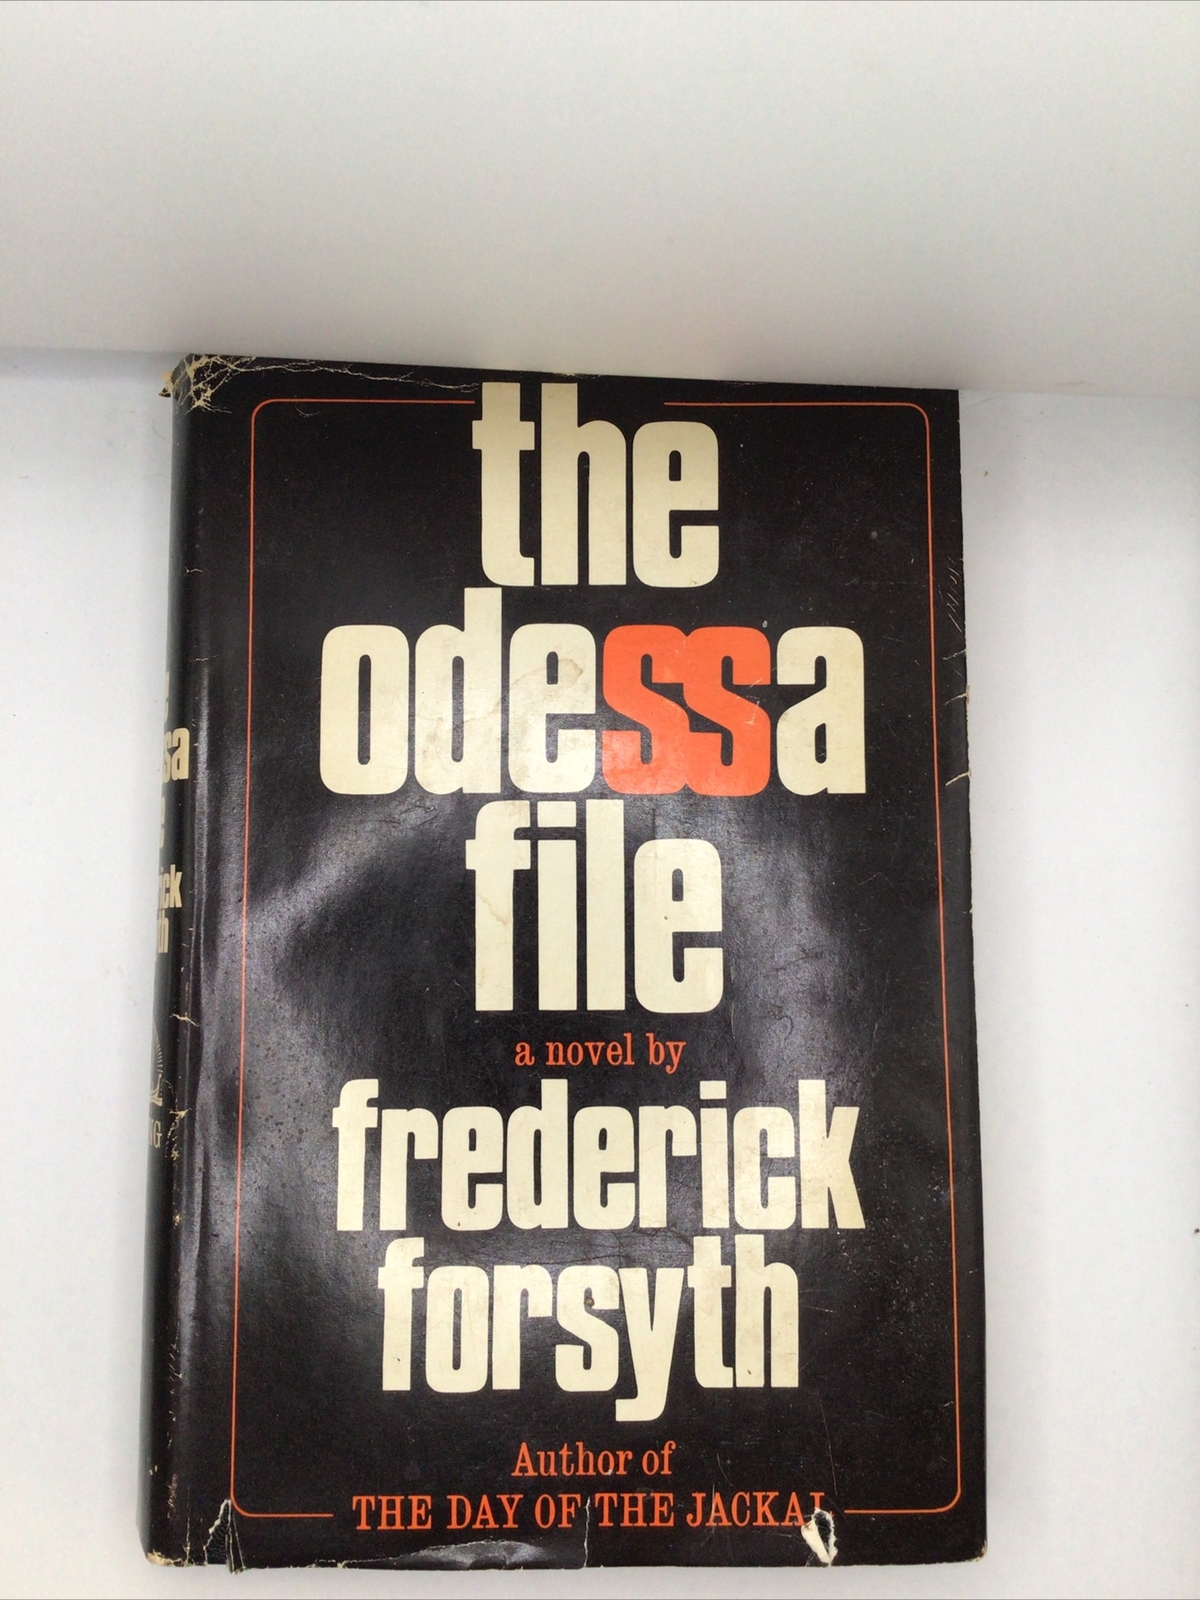 the
odessa
file
a novel by
frederick
forsyth
Author of
THE DAY OF THE JACKAL